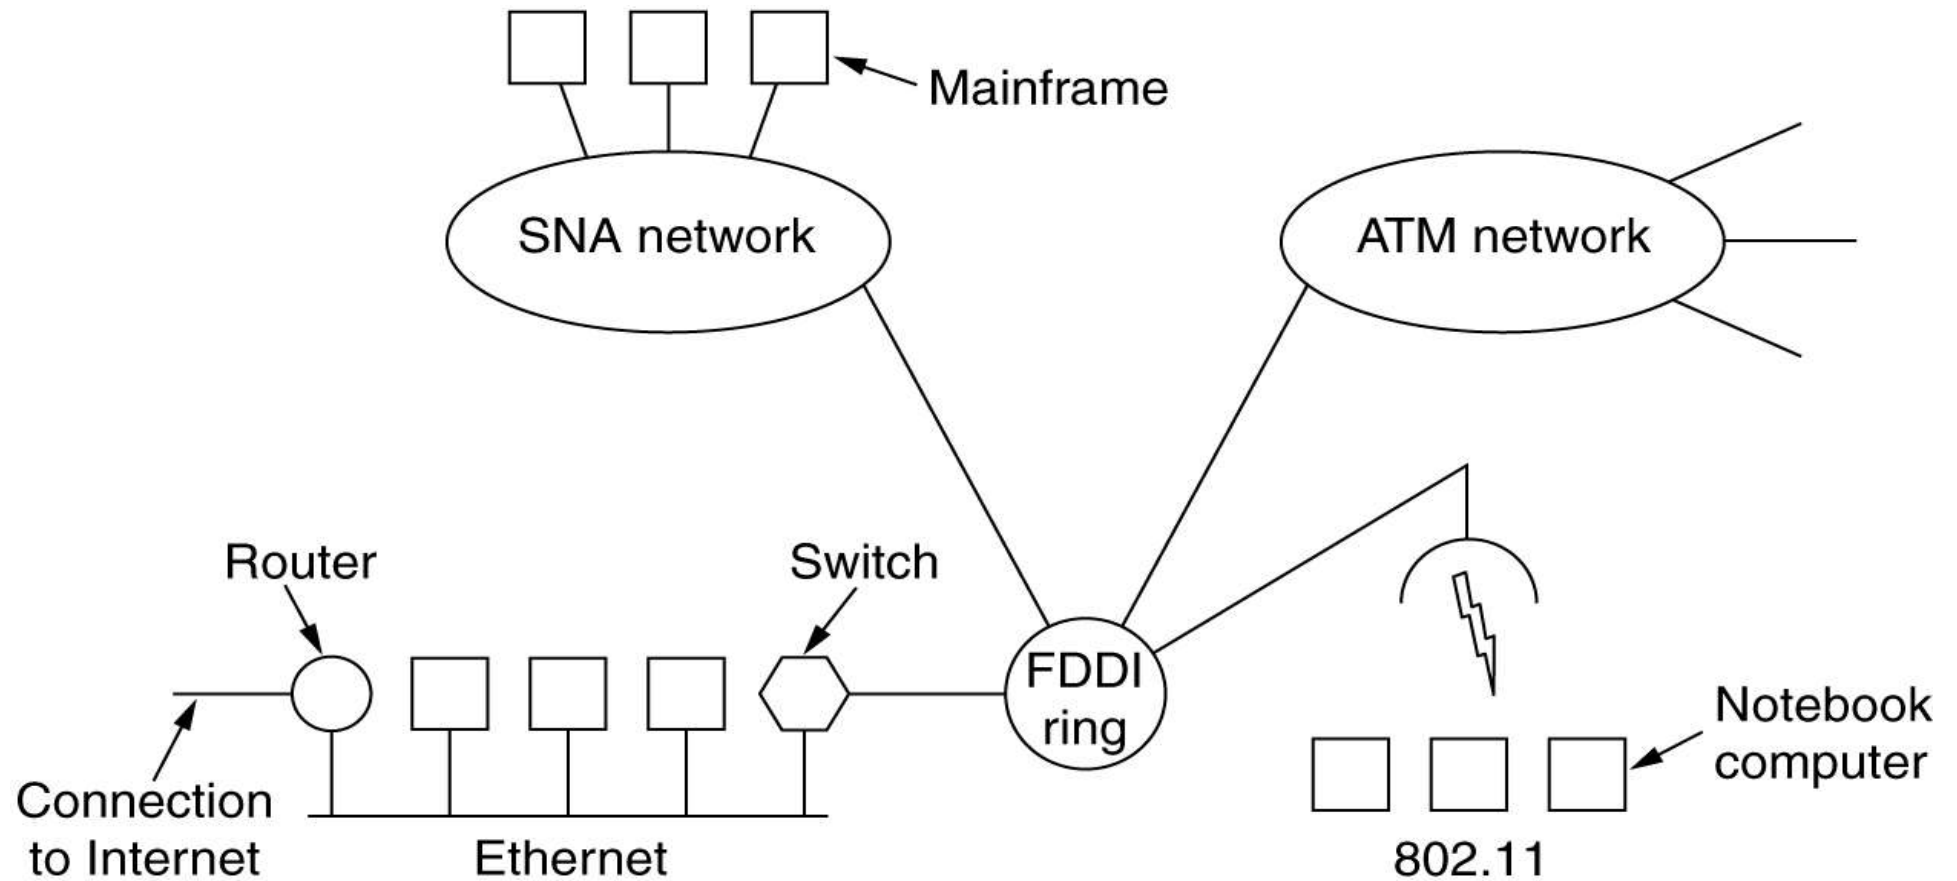 Mainframe
SNA network
ATM network
Router
Switch
FDDI
ring
Notebook
computer
Connection
to Internet
Ethernet
802.11